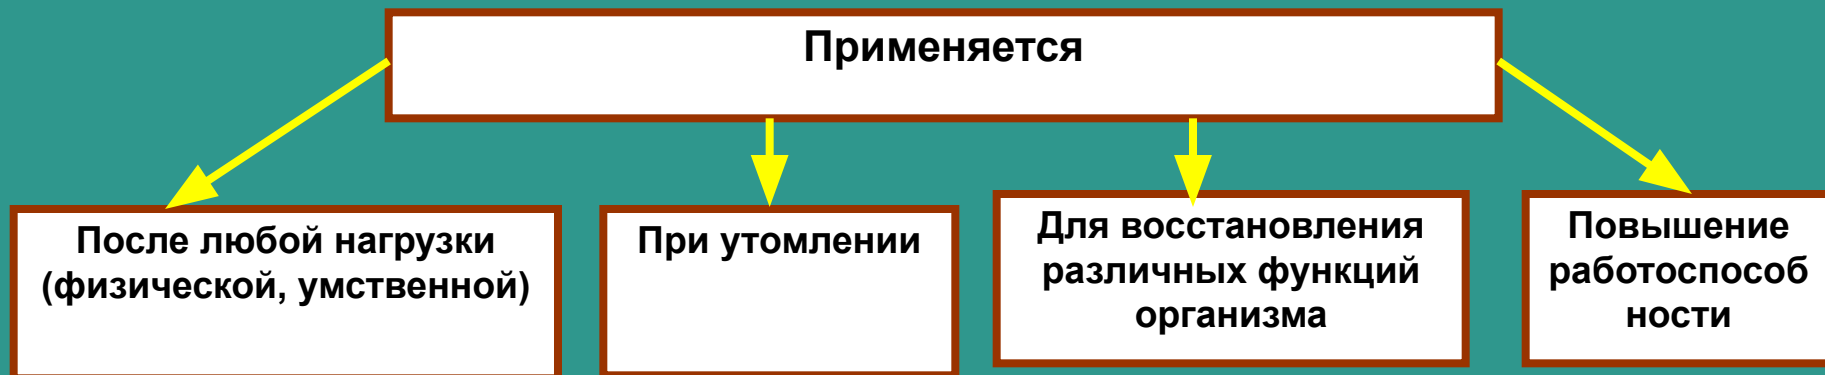 Применяется
После любой нагрузки
(физической, умственной)
При утомлении
Для восстановления
различных функций
организма
Повышение
работоспособ
ности